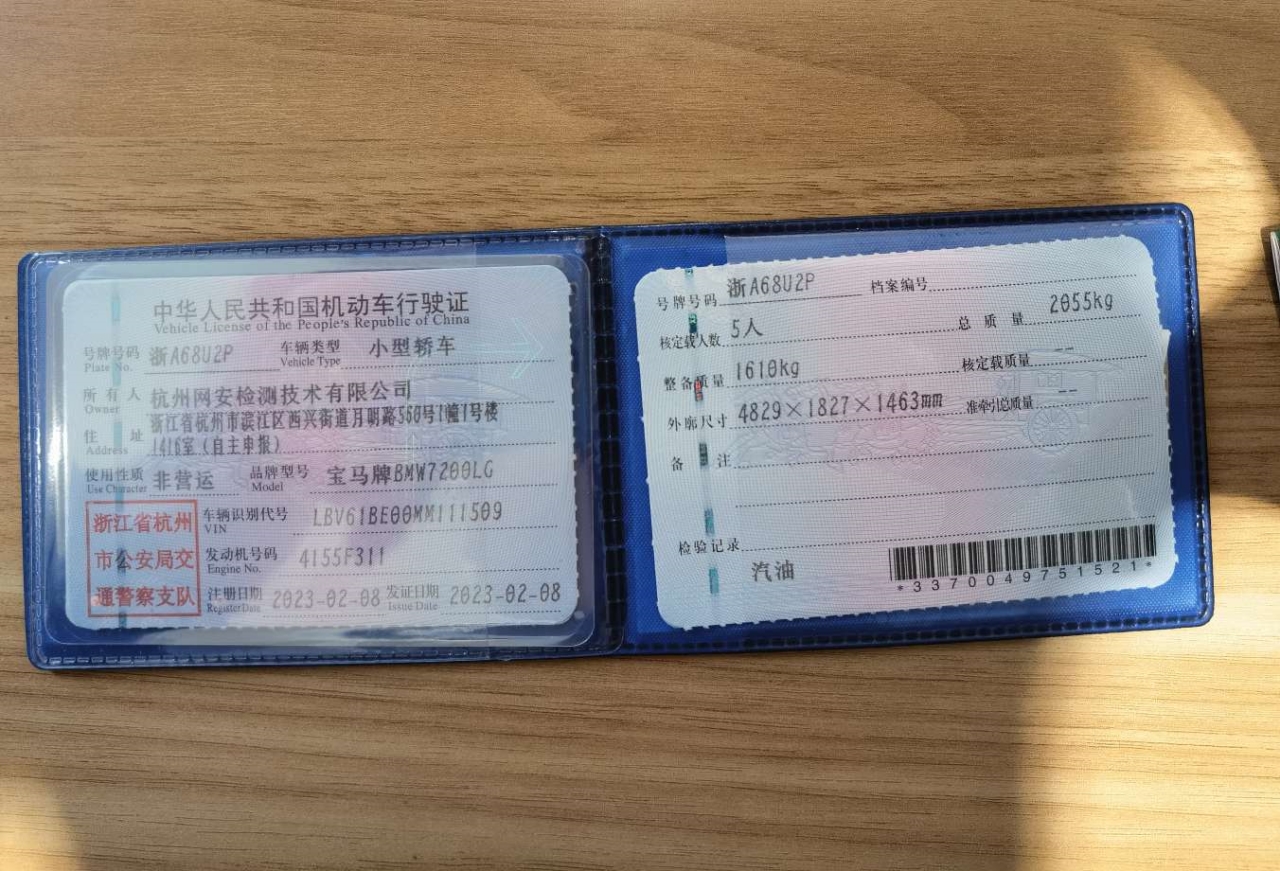 中华人民共和国机动车行驶证
Vehicle License of the People's Republic of China
号牌号码 浙A68U2P 车辆类型 小型轿车
Plate No. Vehicle Type
所有人 杭州网安检测技术有限公司
Owner
住址 浙江省杭州市滨江区西兴街道月明路560号1幢1号楼
Address 1416室(自主申报)
使用性质 非营运 品牌型号 宝马牌BMW7200LG
Use Character Model
浙江省杭州
市公安局交
通警察支队
车辆识别代号 LBV61BE00MM111509
VIN
发动机号码 4155F311
Engine No.
注册日期 2023-02-08 发证日期 2023-02-08
Register Date Issue Date
号牌号码 浙A68U2P 档案编号
核定载人数 5人 总质量 2055kg
整备质量 1610kg 核定载质量 --
外廓尺寸 4829×1827×1463mm 准牵引总质量 --
备注
检验记录
汽油
*3370049751521*